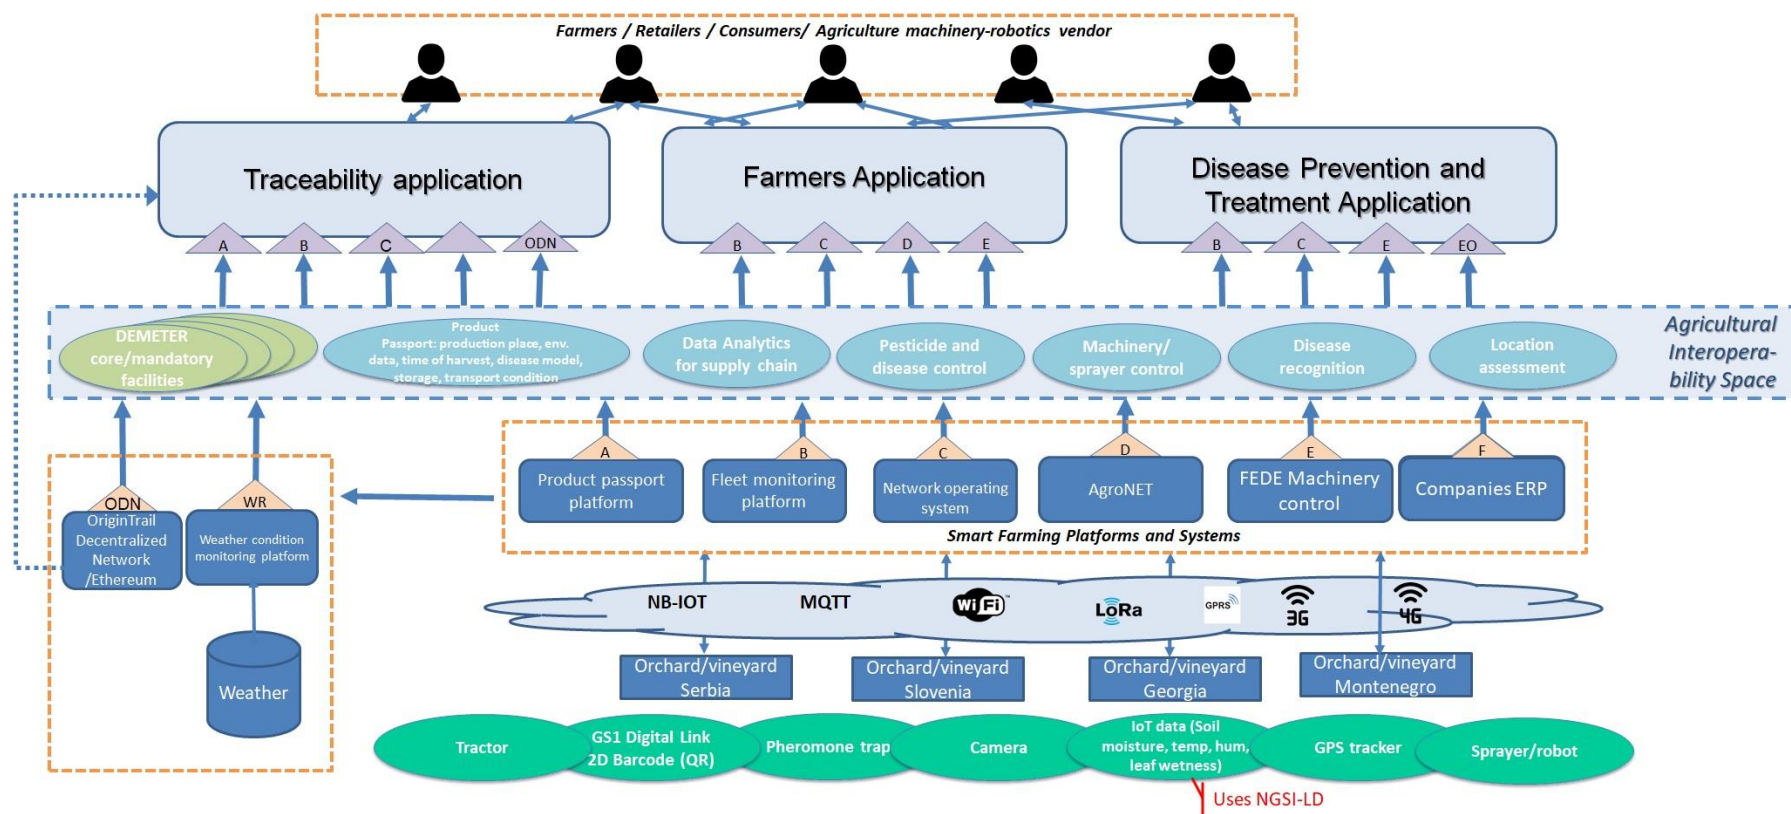 Farmers / Retailers / Consumers/ Agriculture machinery-robotics vendor
Traceability application
Farmers Application
Disease Prevention and
Treatment Application
A
B
C
ODN
B
C
D
E
B
C
E
EO
DEMETER
core/mandatory
facilities
Product
Passport: production place, env.
data, time of harvest, disease model,
storage, transport condition
Data Analytics
for supply chain
Pesticide and
disease control
Machinery/
sprayer control
Disease
recognition
Location
assessment
Agricultural
Interopera-
bility Space
ODN
OriginTrail
Decentralized
Network
/Ethereum
WR
Weather condition
monitoring platform
Weather
A
Product passport
platform
B
Fleet monitoring
platform
C
Network operating
system
D
AgroNET
E
FEDE Machinery
control
F
Companies ERP
Smart Farming Platforms and Systems
NB-IOT
MQTT
WiFi™
LoRa
GPRS
3G
4G
Orchard/vineyard
Serbia
Orchard/vineyard
Slovenia
Orchard/vineyard
Georgia
Orchard/vineyard
Montenegro
Tractor
GS1 Digital Link
2D Barcode (QR)
Pheromone trap
Camera
IoT data (Soil
moisture, temp, hum,
leaf wetness)
GPS tracker
Sprayer/robot
Uses NGSI-LD